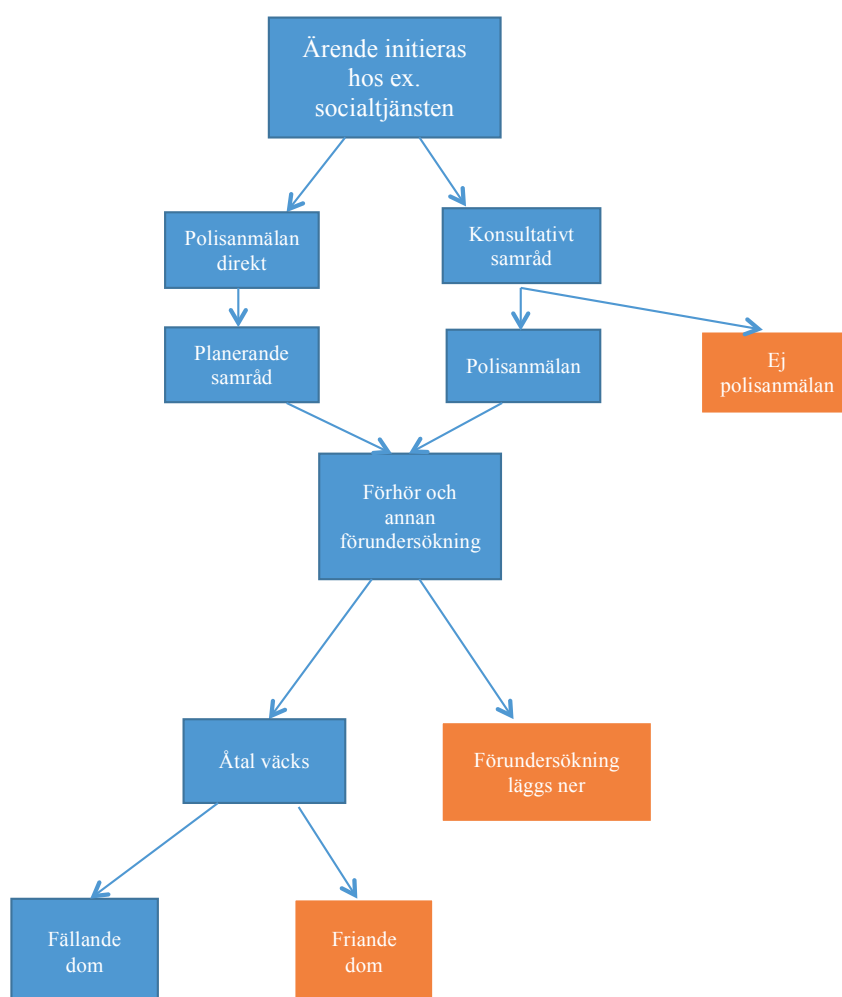 Ärende initieras
hos ex.
socialtjänsten
Polisanmälan
direkt
Konsultativt
samråd
Planerande
samråd
Polisanmälan
Ej
polisanmälan
Förhör och
annan
förundersökning
Åtal väcks
Förundersökning
läggs ner
Fällande
dom
Friande
dom